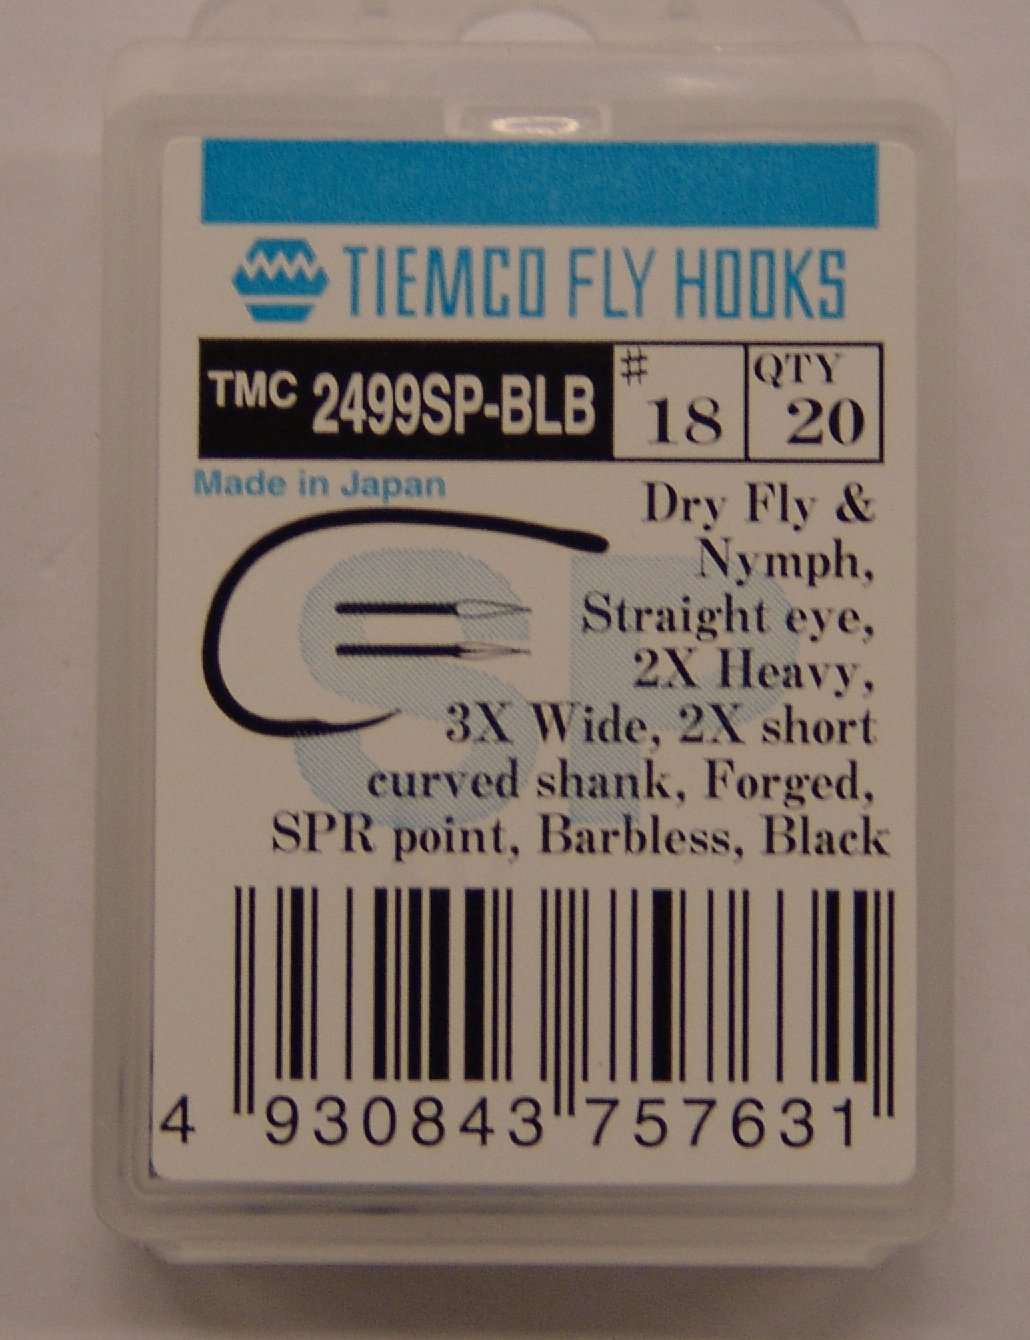 TIEMCO FLY HOOKS
TMC 2499SP-BLB
# 18
QTY 20
Made in Japan
SP
Dry Fly &
Nymph,
Straight eye,
2X Heavy,
3X Wide, 2X short
curved shank, Forged,
SPR point, Barbless, Black
4 930843 757631